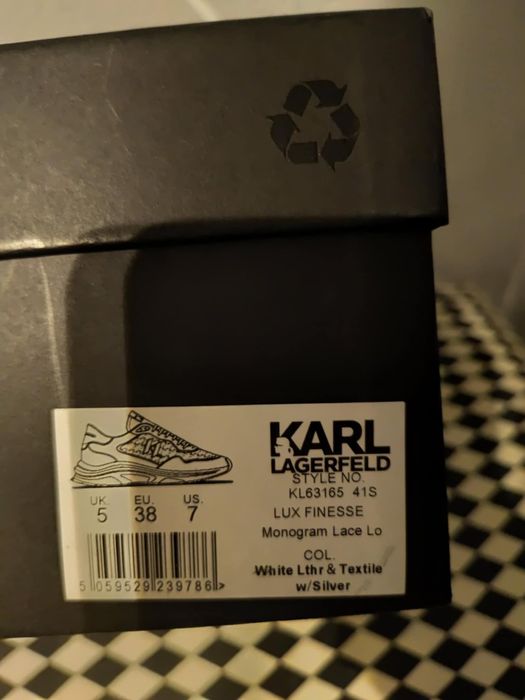 KARL
LAGERFELD
STYLE NO.
KL63165 41S
LUX FINESSE
Monogram Lace Lo
COL.
White Lthr & Textile
w/Silver
UK. EU. US.
5 38 7
5 059529 239786 >